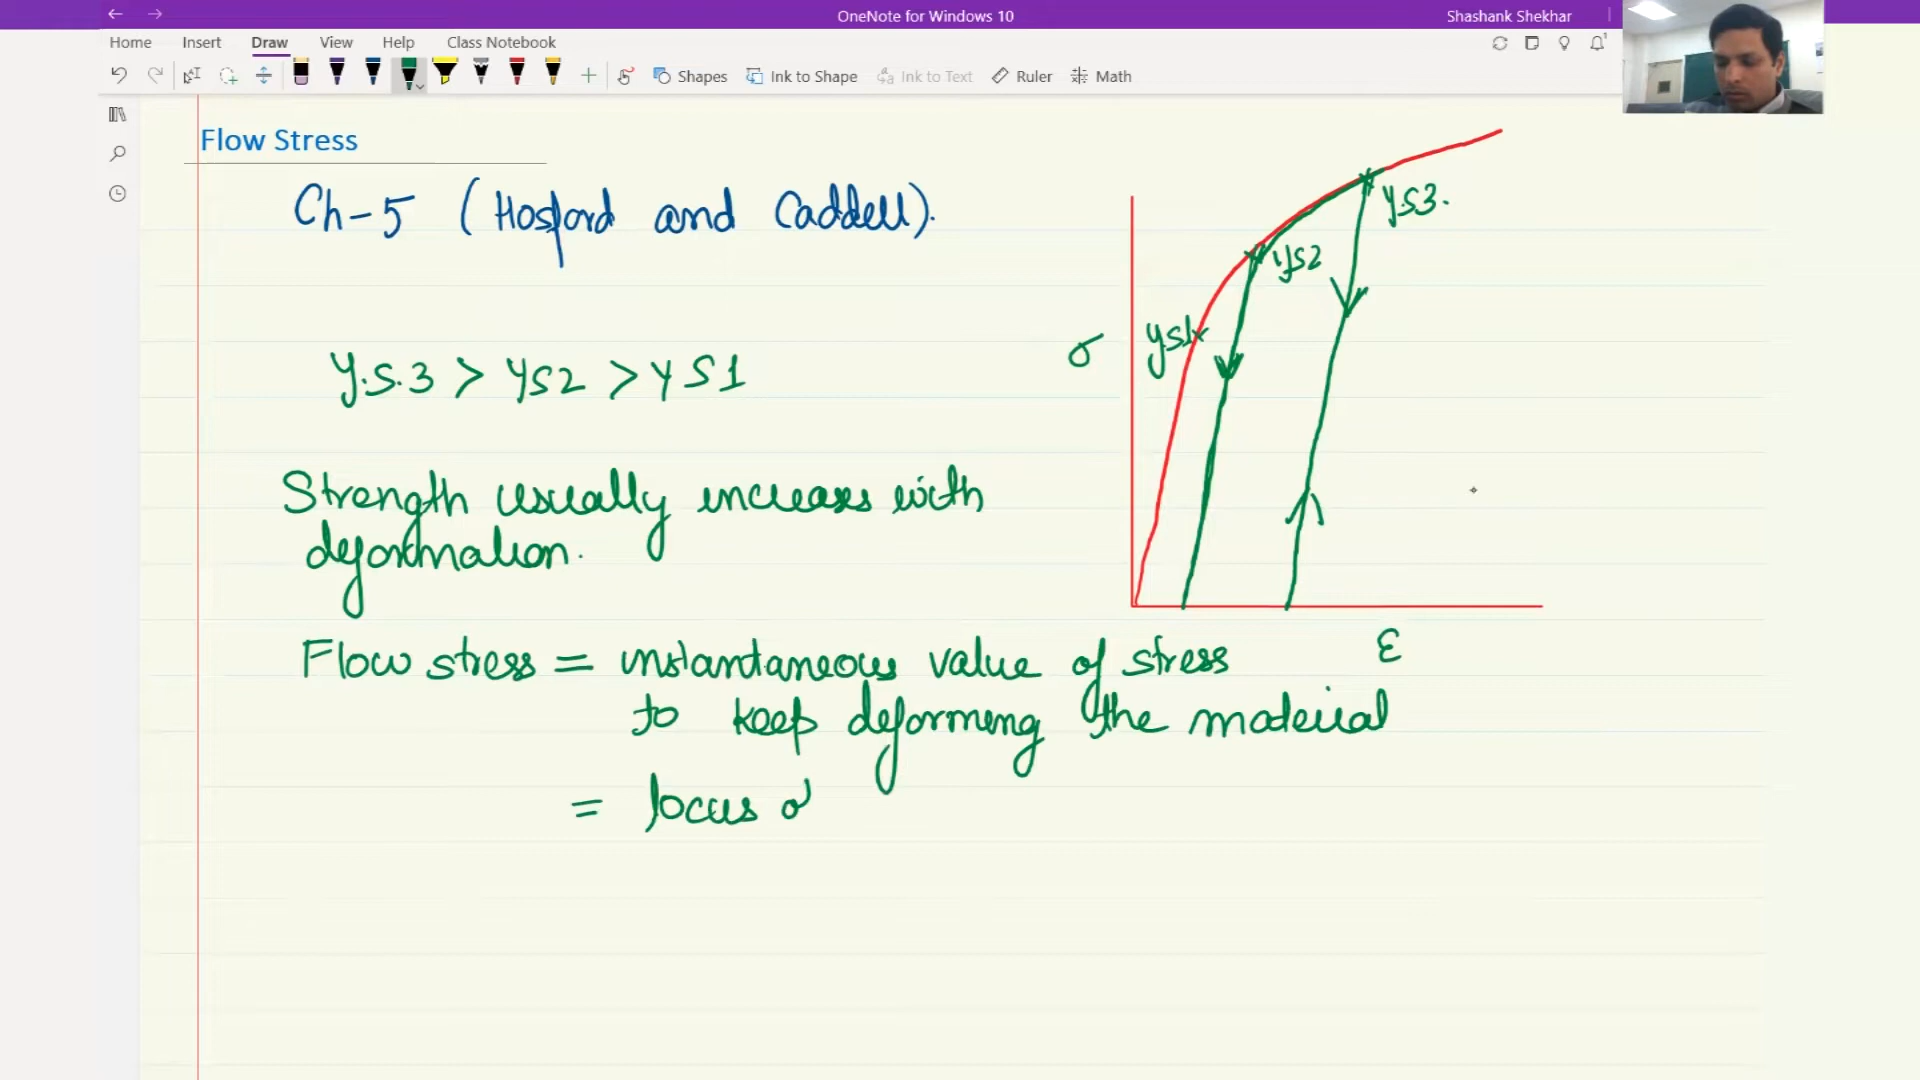 OneNote for Windows 10
Shashank Shekhar
Home Insert Draw View Help Class Notebook
Shapes Ink to Shape Ink to Text Ruler Math
Flow Stress
Ch-5 (Hosford and Caddell).
Y.S.3 > YS2 > YS1
Strength usually increases with
deformation.
Flow stress = instantaneous value of stress
to keep deforming the material
= locus o
σ
YS1
YS2
Y.S3.
ε